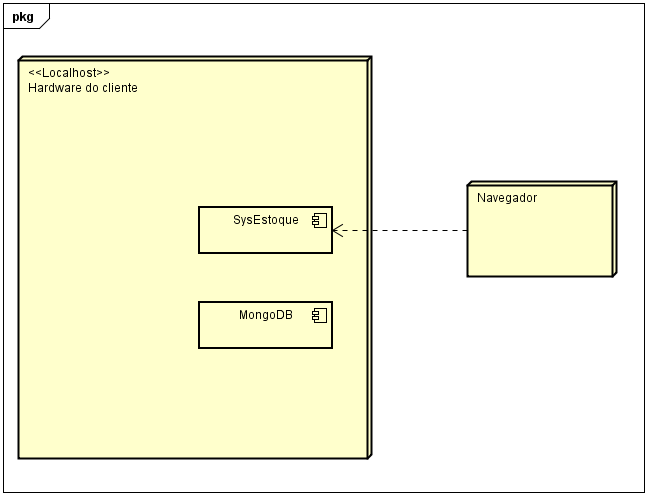 pkg
<<Localhost>>
Hardware do cliente
SysEstoque
Navegador
MongoDB